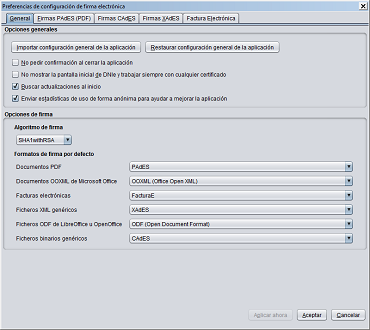 Preferencias de configuración de firma electrónica
General
Firmas PAdES (PDF)
Firmas CAdES
Firmas XAdES
Factura Electrónica
Opciones generales
Importar configuración general de la aplicación
Restaurar configuración general de la aplicación
No pedir confirmación al cerrar la aplicación
No mostrar la pantalla inicial de DNIe y trabajar siempre con cualquier certificado
Buscar actualizaciones al inicio
Enviar estadísticas de uso de forma anónima para ayudar a mejorar la aplicación
Opciones de firma
Algoritmo de firma
SHA1withRSA
Formatos de firma por defecto
Documentos PDF
PAdES
Documentos OOXML de Microsoft Office
OOXML (Office Open XML)
Facturas electrónicas
FacturaE
Ficheros XML genéricos
XAdES
Ficheros ODF de LibreOffice u OpenOffice
ODF (Open Document Format)
Ficheros binarios genéricos
CAdES
Aplicar ahora
Aceptar
Cancelar